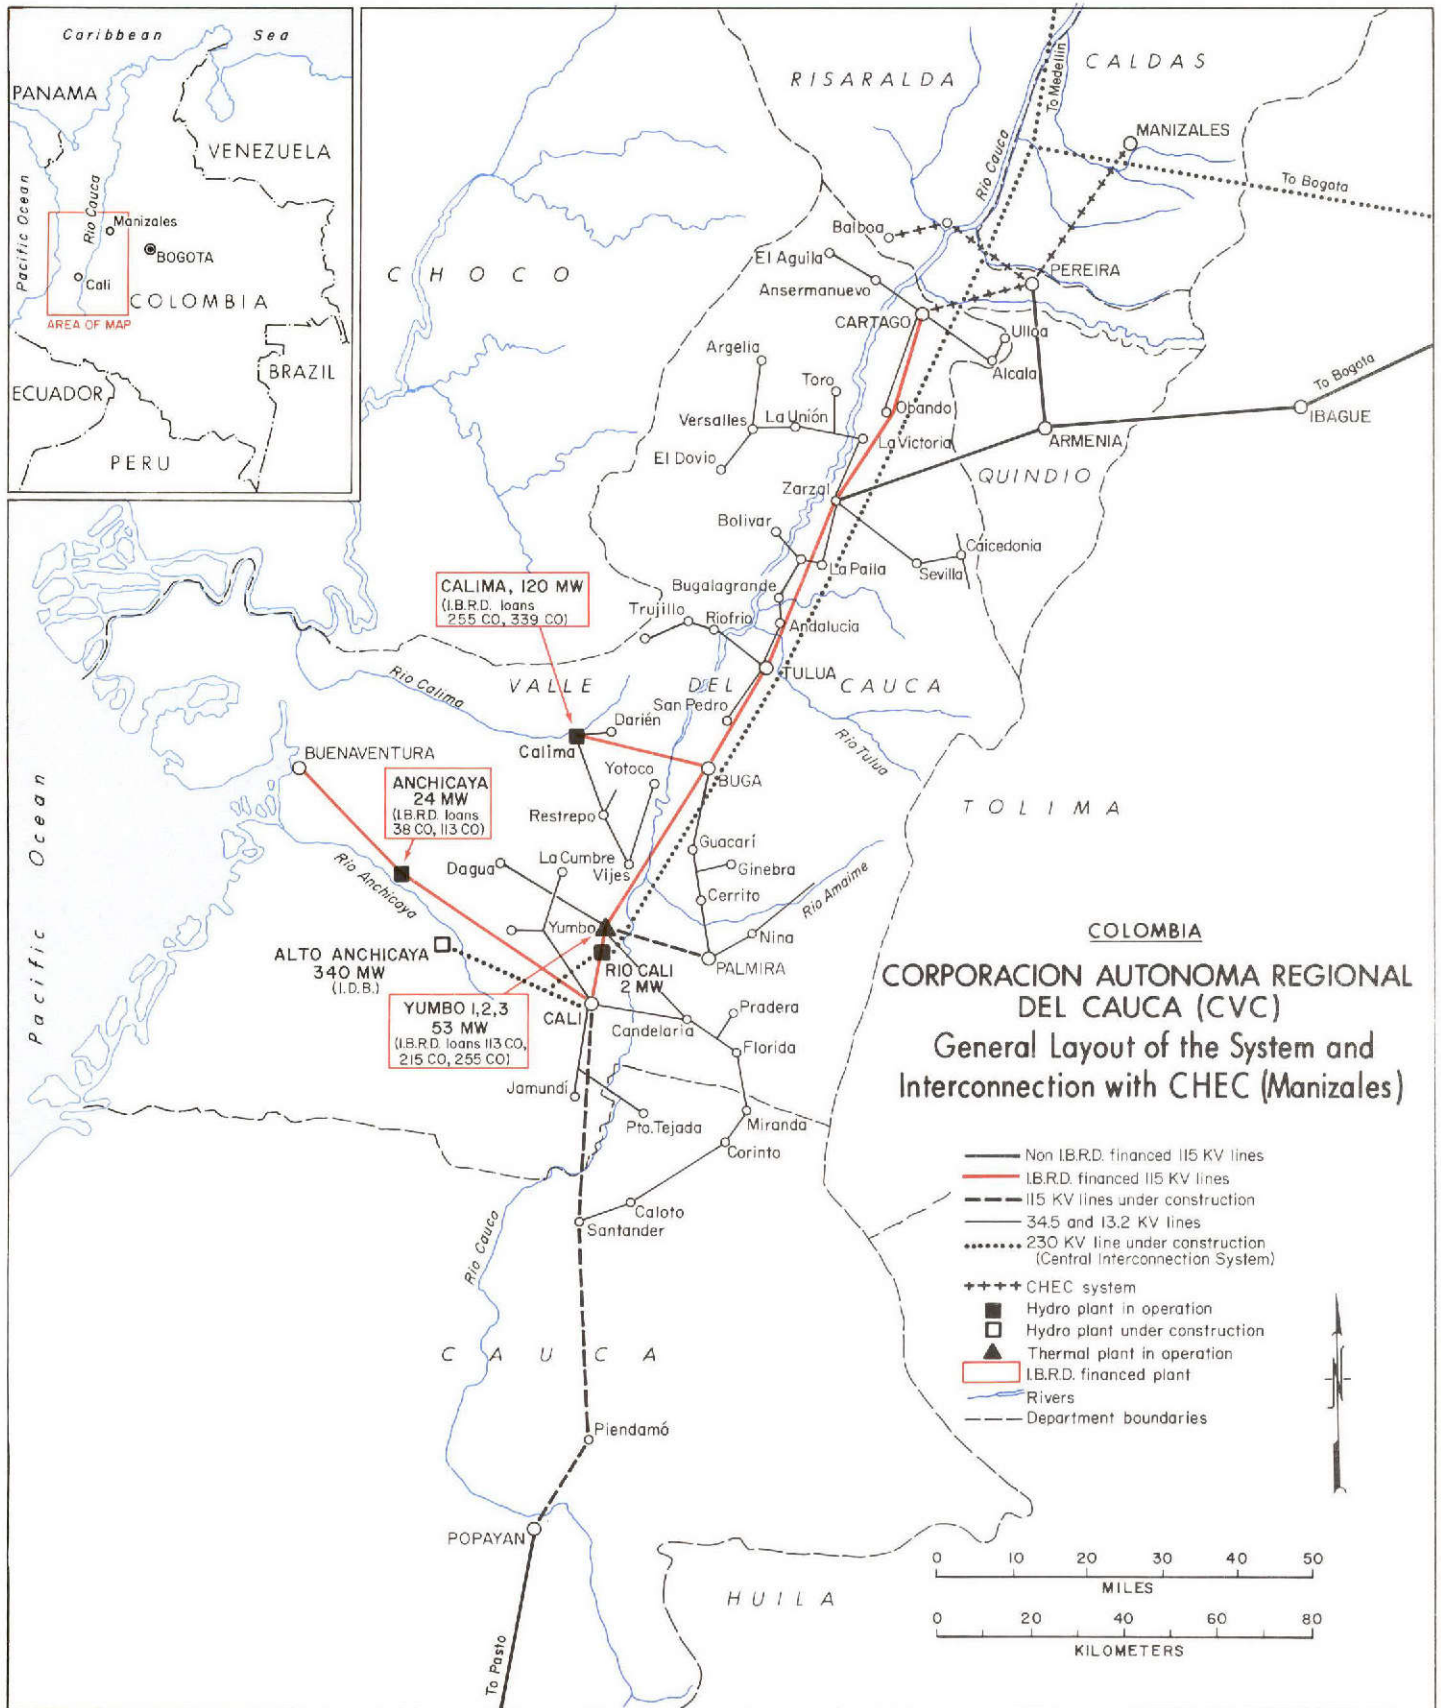 Caribbean Sea
PANAMA
VENEZUELA
Pacific Ocean
Rio Cauca
Manizales
BOGOTA
Cali
COLOMBIA
AREA OF MAP
BRAZIL
ECUADOR
PERU
RISARALDA
CALDAS
To Medellin
MANIZALES
Rio Cauca
To Bogota
Balboa
El Aguila
PEREIRA
CHOCO
Ansermanuevo
CARTAGO
Ulloa
Argelia
Alcala
To Bogota
Toro
Obando
IBAGUE
Versalles
La Unión
La Victoria
ARMENIA
El Dovio
QUINDIO
Zarzal
Bolivar
Caicedonia
La Paila
Sevilla
CALIMA, 120 MW
(I.B.R.D. loans
255 CO, 339 CO)
Bugalagrande
Trujillo
Riofrio
Andalucia
TULUA
Rio Calima
VALLE DEL CAUCA
San Pedro
Darién
Calima
Rio Tulua
BUENAVENTURA
Yotoco
BUGA
ANCHICAYA
24 MW
(I.B.R.D. loans
38 CO, 113 CO)
TOLIMA
Restrepo
Guacarí
Pacific Ocean
Dagua
La Cumbre
Vijes
Ginebra
Rio Anchicaya
Cerrito
Rio Amaime
Yumbo
Nina
ALTO ANCHICAYA
340 MW
(I.D.B.)
RIO CALI
2 MW
PALMIRA
YUMBO 1,2,3
53 MW
(I.B.R.D. loans 113 CO,
215 CO, 255 CO)
CALI
Candelaria
Pradera
Florida
Jamundí
Pto. Tejada
Miranda
Corinto
Caloto
Santander
Rio Cauca
CAUCA
Piendamó
POPAYAN
To Pasto
HUILA
COLOMBIA
CORPORACION AUTONOMA REGIONAL
DEL CAUCA (CVC)
General Layout of the System and
Interconnection with CHEC (Manizales)
Non I.B.R.D. financed 115 KV lines
I.B.R.D. financed 115 KV lines
115 KV lines under construction
34.5 and 13.2 KV lines
230 KV line under construction
(Central Interconnection System)
CHEC system
Hydro plant in operation
Hydro plant under construction
Thermal plant in operation
I.B.R.D. financed plant
Rivers
Department boundaries
N
0 10 20 30 40 50
MILES
0 20 40 60 80
KILOMETERS